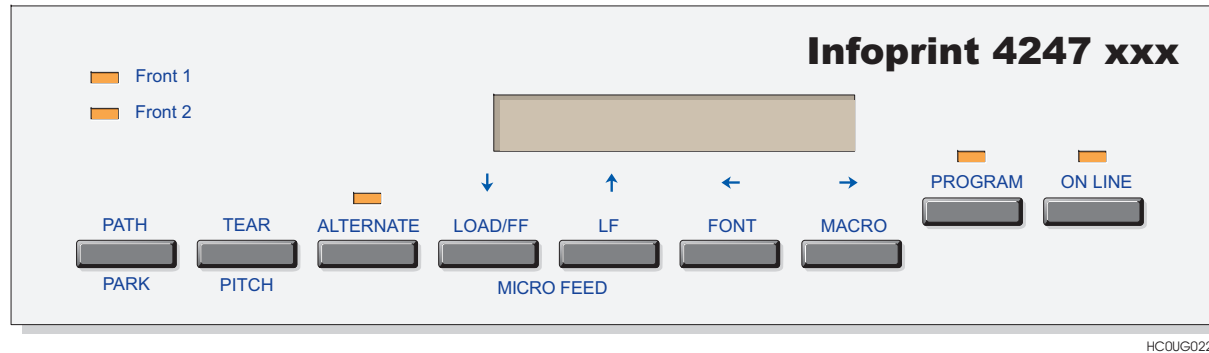 Infoprint 4247 xxx
Front 1
Front 2
PROGRAM ON LINE
PATH TEAR ALTERNATE LOAD/FF LF FONT MACRO
PARK PITCH MICRO FEED
HC0UG022